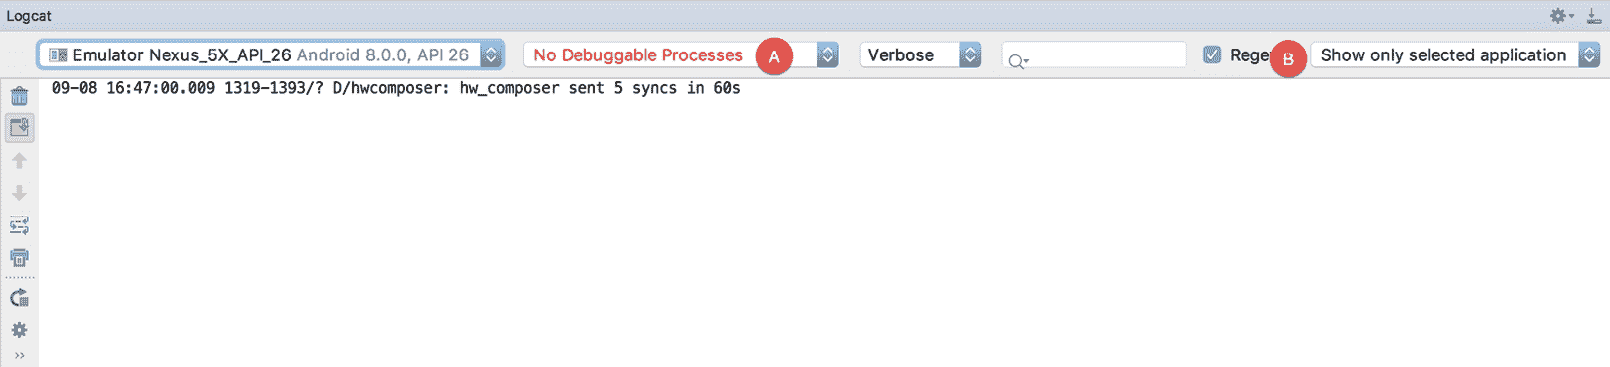 Logcat
Emulator Nexus_5X_API_26 Android 8.0.0, API 26 No Debuggable Processes A Verbose Rege B Show only selected application
09-08 16:47:00.009 1319-1393/? D/hwcomposer: hw_composer sent 5 syncs in 60s